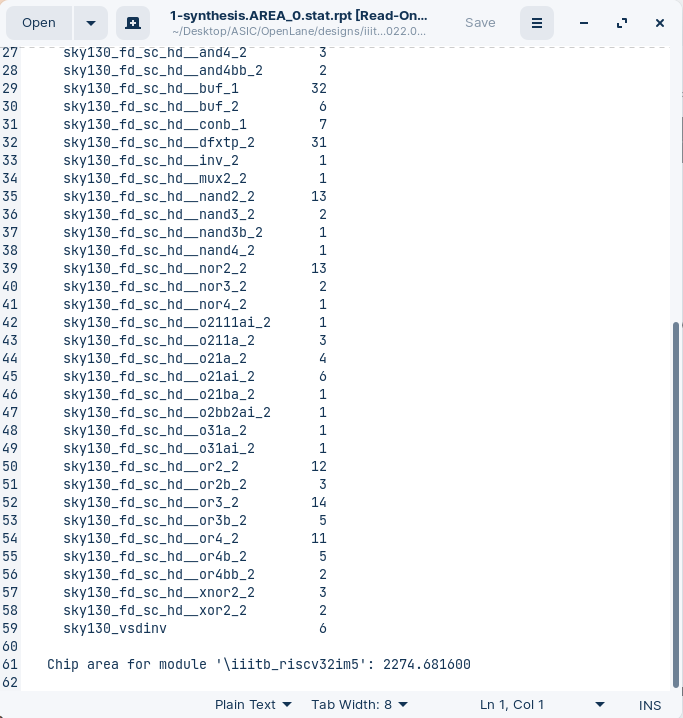 Open
1-synthesis.AREA_0.stat.rpt [Read-On...
~/Desktop/ASIC/OpenLane/designs/iiit...022.0...
Save
27 sky130_fd_sc_hd__and4_2 3
28 sky130_fd_sc_hd__and4bb_2 2
29 sky130_fd_sc_hd__buf_1 32
30 sky130_fd_sc_hd__buf_2 6
31 sky130_fd_sc_hd__conb_1 7
32 sky130_fd_sc_hd__dfxtp_2 31
33 sky130_fd_sc_hd__inv_2 1
34 sky130_fd_sc_hd__mux2_2 1
35 sky130_fd_sc_hd__nand2_2 13
36 sky130_fd_sc_hd__nand3_2 2
37 sky130_fd_sc_hd__nand3b_2 1
38 sky130_fd_sc_hd__nand4_2 1
39 sky130_fd_sc_hd__nor2_2 13
40 sky130_fd_sc_hd__nor3_2 2
41 sky130_fd_sc_hd__nor4_2 1
42 sky130_fd_sc_hd__o2111ai_2 1
43 sky130_fd_sc_hd__o211a_2 3
44 sky130_fd_sc_hd__o21a_2 4
45 sky130_fd_sc_hd__o21ai_2 6
46 sky130_fd_sc_hd__o21ba_2 1
47 sky130_fd_sc_hd__o2bb2ai_2 1
48 sky130_fd_sc_hd__o31a_2 1
49 sky130_fd_sc_hd__o31ai_2 1
50 sky130_fd_sc_hd__or2_2 12
51 sky130_fd_sc_hd__or2b_2 3
52 sky130_fd_sc_hd__or3_2 14
53 sky130_fd_sc_hd__or3b_2 5
54 sky130_fd_sc_hd__or4_2 11
55 sky130_fd_sc_hd__or4b_2 5
56 sky130_fd_sc_hd__or4bb_2 2
57 sky130_fd_sc_hd__xnor2_2 3
58 sky130_fd_sc_hd__xor2_2 2
59 sky130_vsdinv 6
60
61 Chip area for module '\iiitb_riscv32im5': 2274.681600
62
Plain Text Tab Width: 8 Ln 1, Col 1 INS